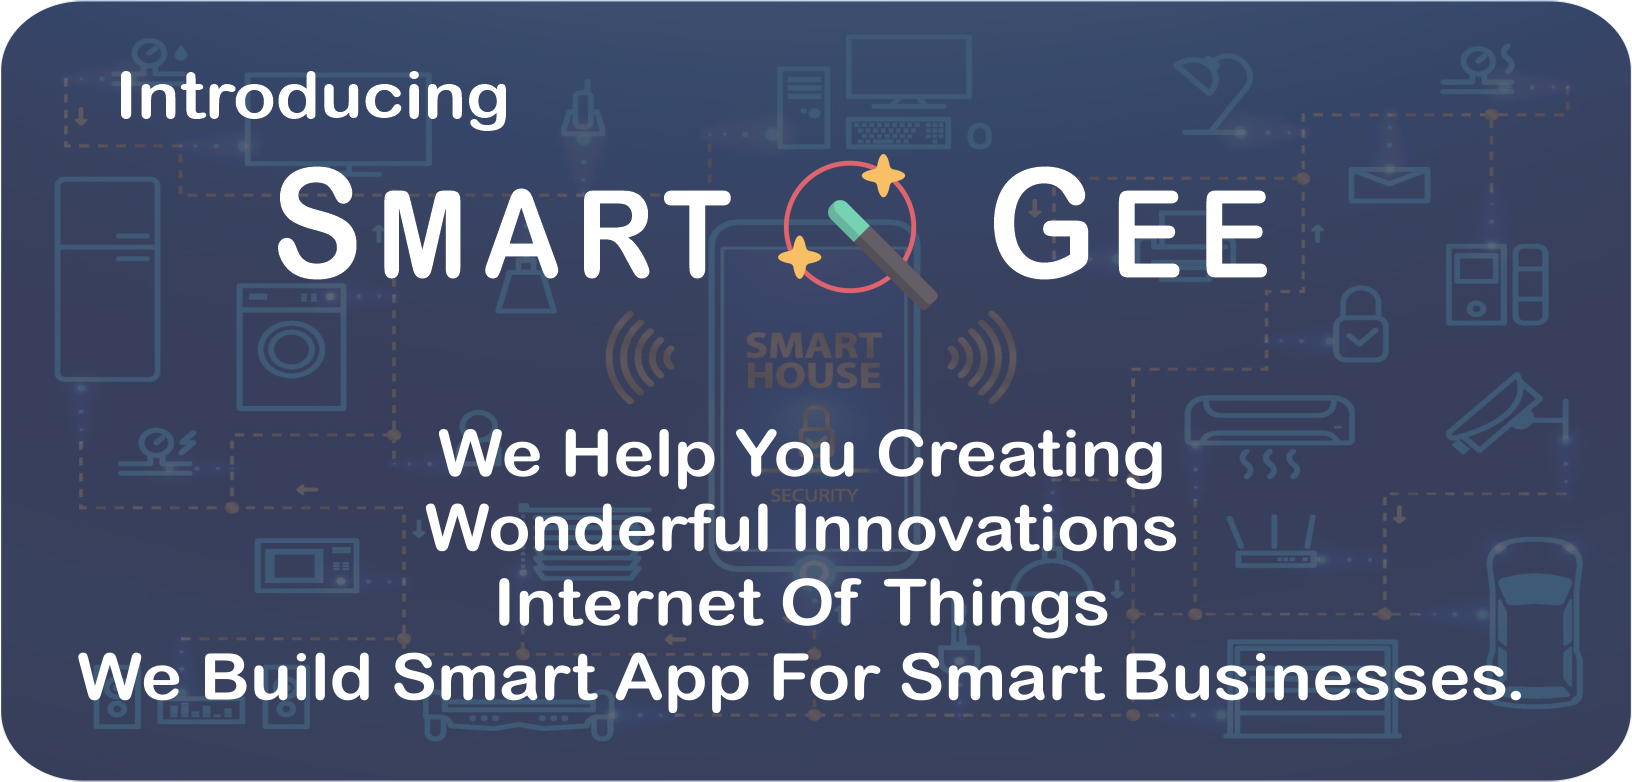 Introducing
SMART GEE
SMART
HOUSE
SECURITY
We Help You Creating
Wonderful Innovations
Internet Of Things
We Build Smart App For Smart Businesses.